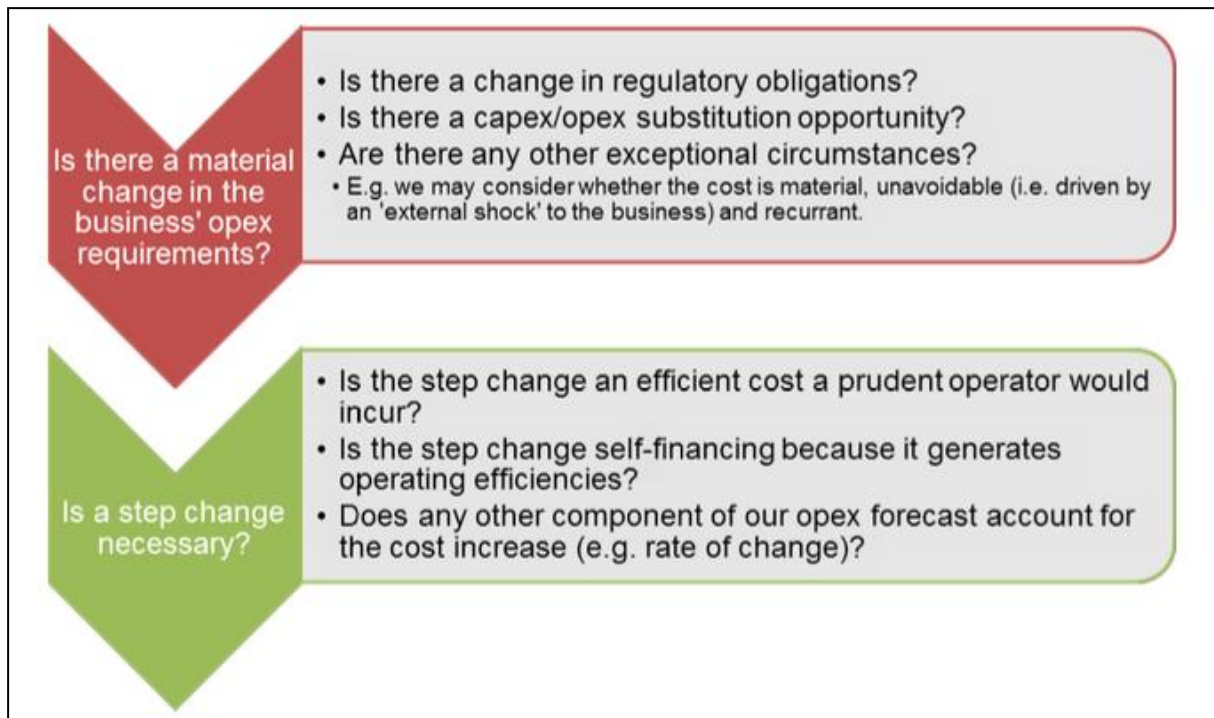 Is there a material
change in the
business' opex
requirements?
• Is there a change in regulatory obligations?
• Is there a capex/opex substitution opportunity?
• Are there any other exceptional circumstances?
• E.g. we may consider whether the cost is material, unavoidable (i.e. driven by
an 'external shock' to the business) and recurrant.
Is a step change
necessary?
• Is the step change an efficient cost a prudent operator would
incur?
• Is the step change self-financing because it generates
operating efficiencies?
• Does any other component of our opex forecast account for
the cost increase (e.g. rate of change)?